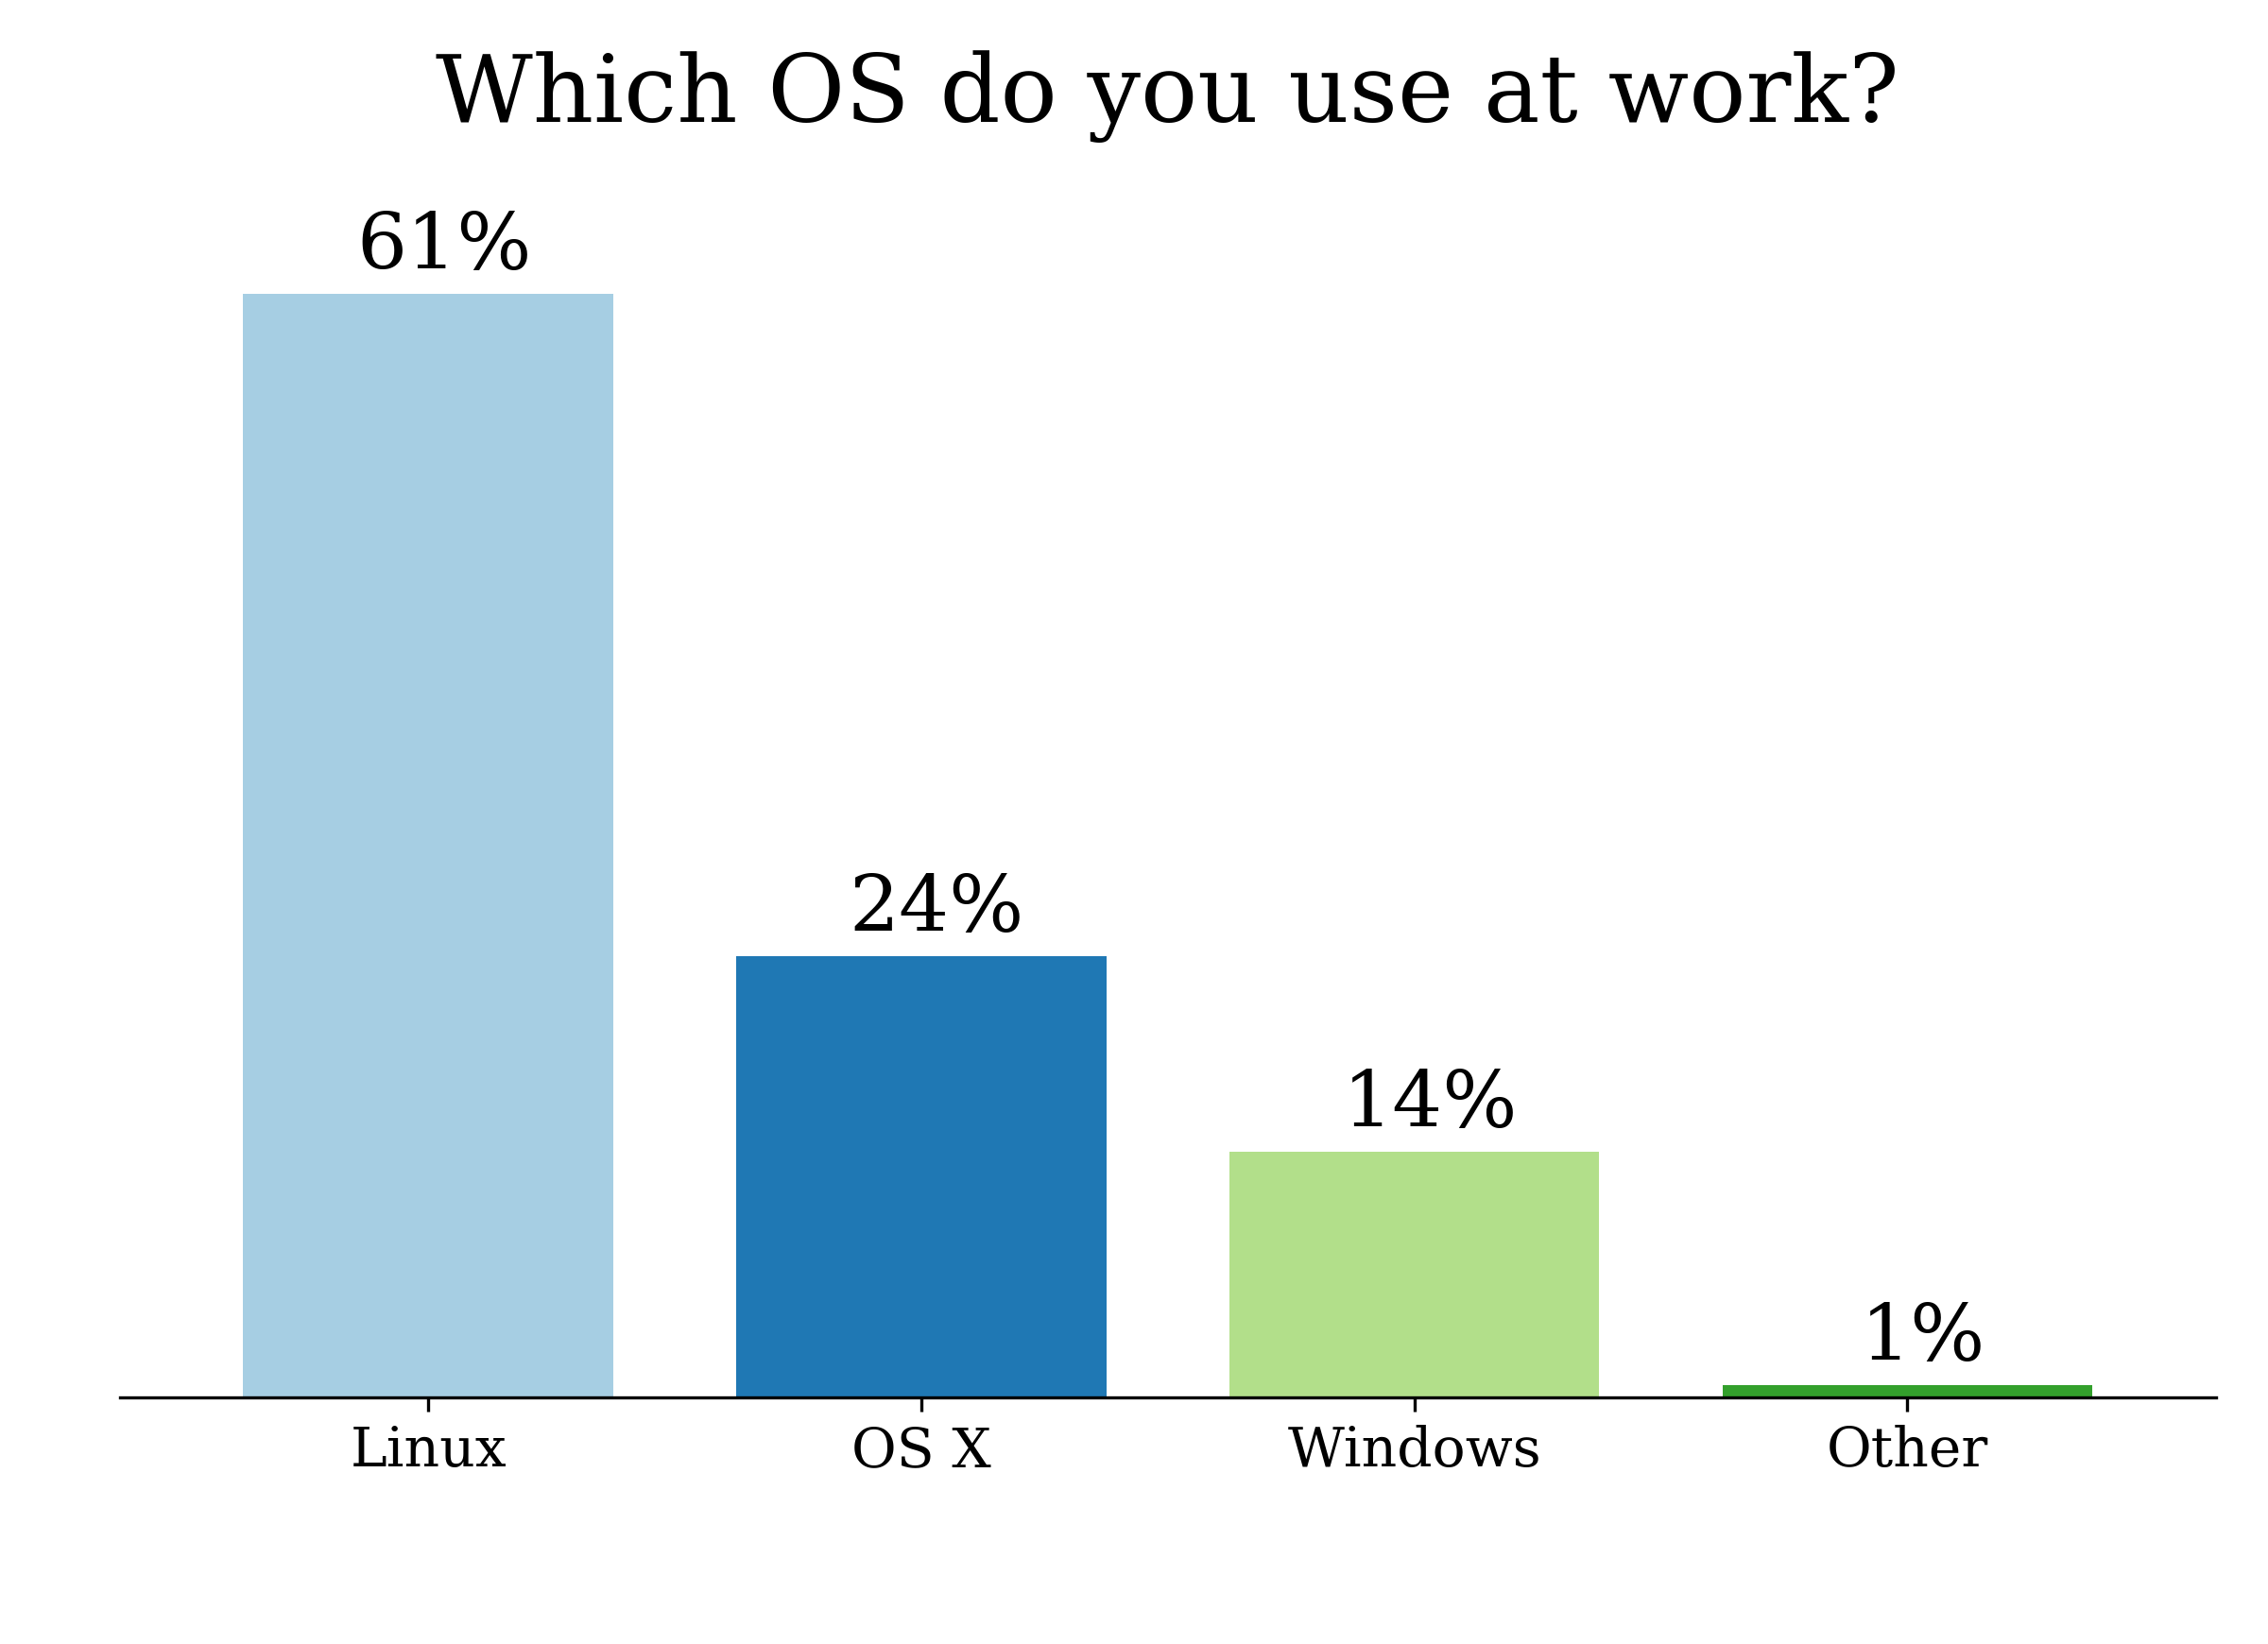 Which OS do you use at work?
61%
24%
14%
1%
Linux
OS X
Windows
Other